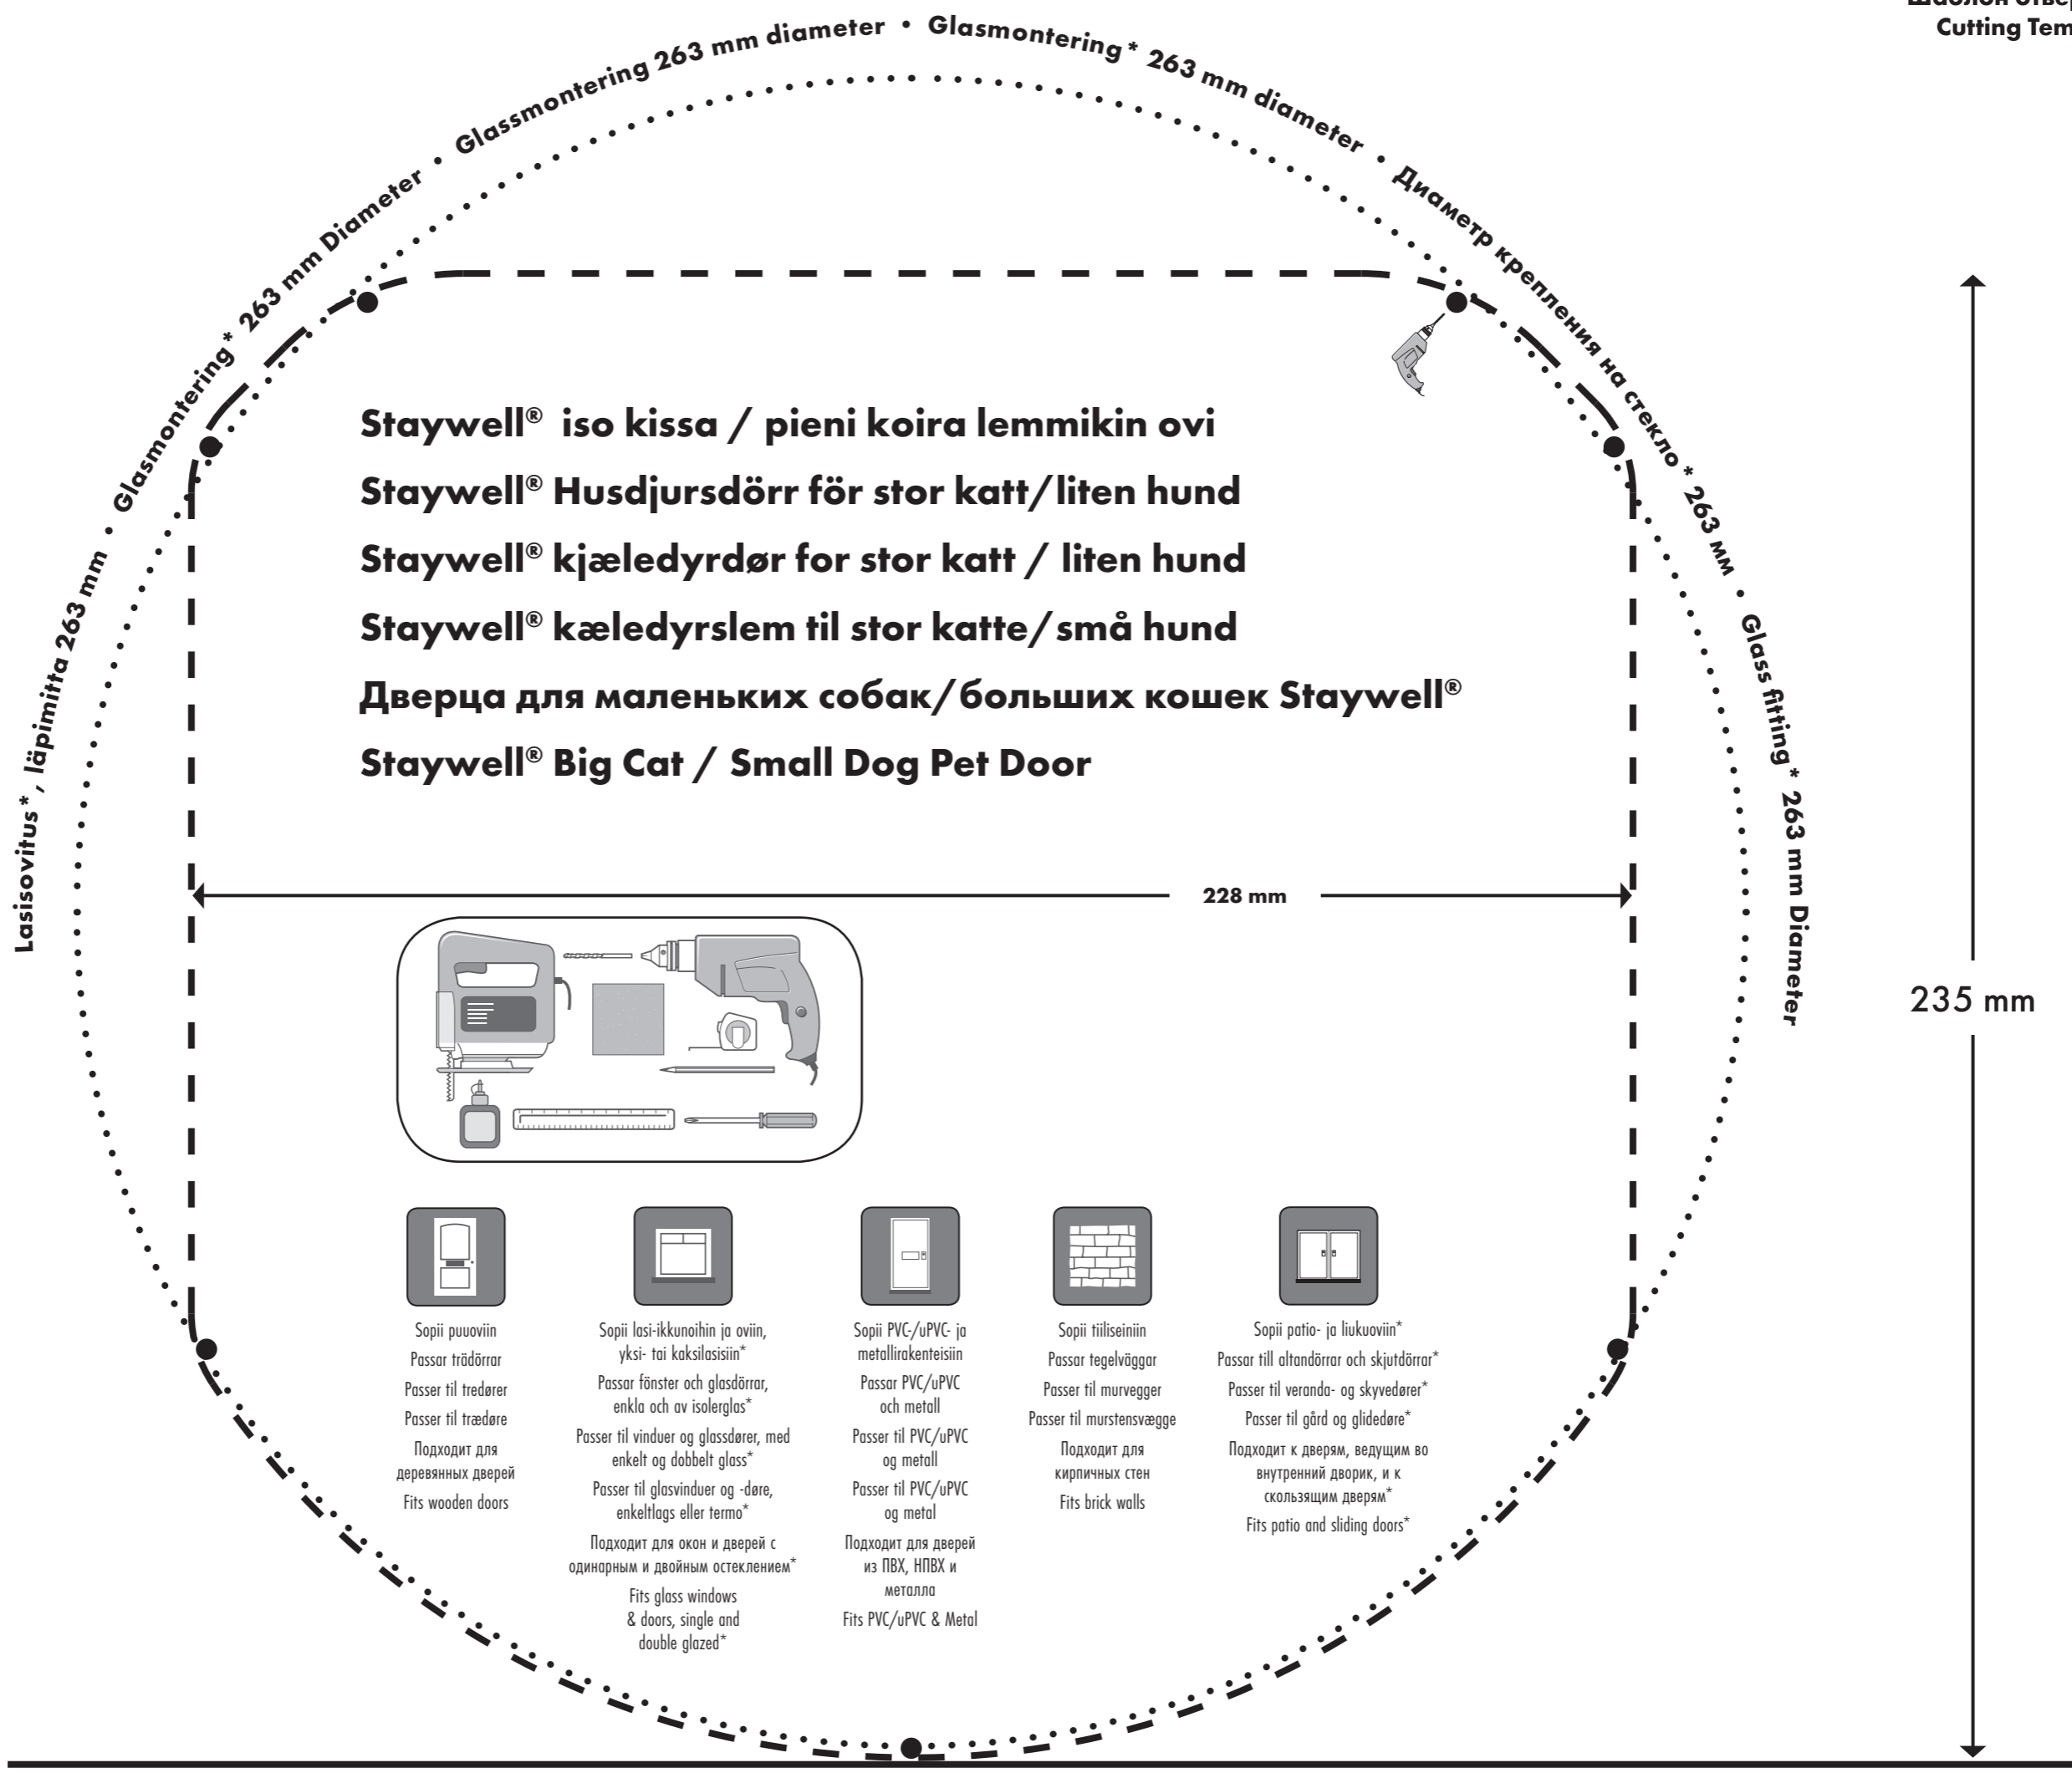 Cutting Tem
Lasisovitus*, läpimitta 263 mm • Glasmontering* 263 mm Diameter • Glassmontering 263 mm diameter • Glasmontering* 263 mm diameter • Диаметр крепления на стекло* 263 мм • Glass fitting* 263 mm Diameter
Staywell® iso kissa / pieni koira lemmikin ovi
Staywell® Husdjursdörr för stor katt/liten hund
Staywell® kjæledyrdør for stor katt / liten hund
Staywell® kæledyrslem til stor katte/små hund
Дверца для маленьких собак/больших кошек Staywell®
Staywell® Big Cat / Small Dog Pet Door
228 mm
235 mm
Sopii puuoviin
Passar trädörrar
Passer til tredører
Passer til trædøre
Подходит для
деревянных дверей
Fits wooden doors
Sopii lasi-ikkunoihin ja oviin,
yksi- tai kaksilasisiin*
Passar fönster och glasdörrar,
enkla och av isolerglas*
Passer til vinduer og glassdører, med
enkelt og dobbelt glass*
Passer til glasvinduer og -døre,
enkeltlags eller termo*
Подходит для окон и дверей с
одинарным и двойным остеклением*
Fits glass windows
& doors, single and
double glazed*
Sopii PVC-/uPVC- ja
metallirakenteisiin
Passar PVC/uPVC
och metall
Passer til PVC/uPVC
og metall
Passer til PVC/uPVC
og metal
Подходит для дверей
из ПВХ, НПВХ и
металла
Fits PVC/uPVC & Metal
Sopii tiiliseiniin
Passar tegelväggar
Passer til murvegger
Passer til murstensvægge
Подходит для
кирпичных стен
Fits brick walls
Sopii patio- ja liukuoviin*
Passar till altandörrar och skjutdörrar*
Passer til veranda- og skyvedører*
Passer til gård og glidedøre*
Подходит к дверям, ведущим во
внутренний дворик, и к
скользящим дверям*
Fits patio and sliding doors*